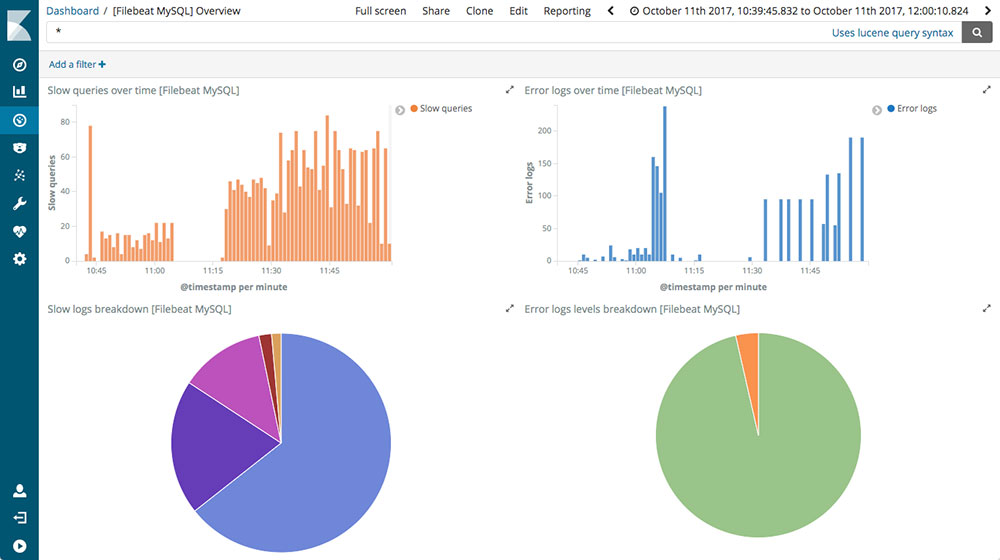 Dashboard / [Filebeat MySQL] Overview
Full screen Share Clone Edit Reporting October 11th 2017, 10:39:45.832 to October 11th 2017, 12:00:10.824
*
Uses lucene query syntax
Add a filter +
Slow queries over time [Filebeat MySQL]
Slow queries
80
60
40
20
0
Slow queries
10:45 11:00 11:15 11:30 11:45
@timestamp per minute
Error logs over time [Filebeat MySQL]
Error logs
200
150
100
50
0
Error logs
10:45 11:00 11:15 11:30 11:45
@timestamp per minute
Slow logs breakdown [Filebeat MySQL]
Error logs levels breakdown [Filebeat MySQL]